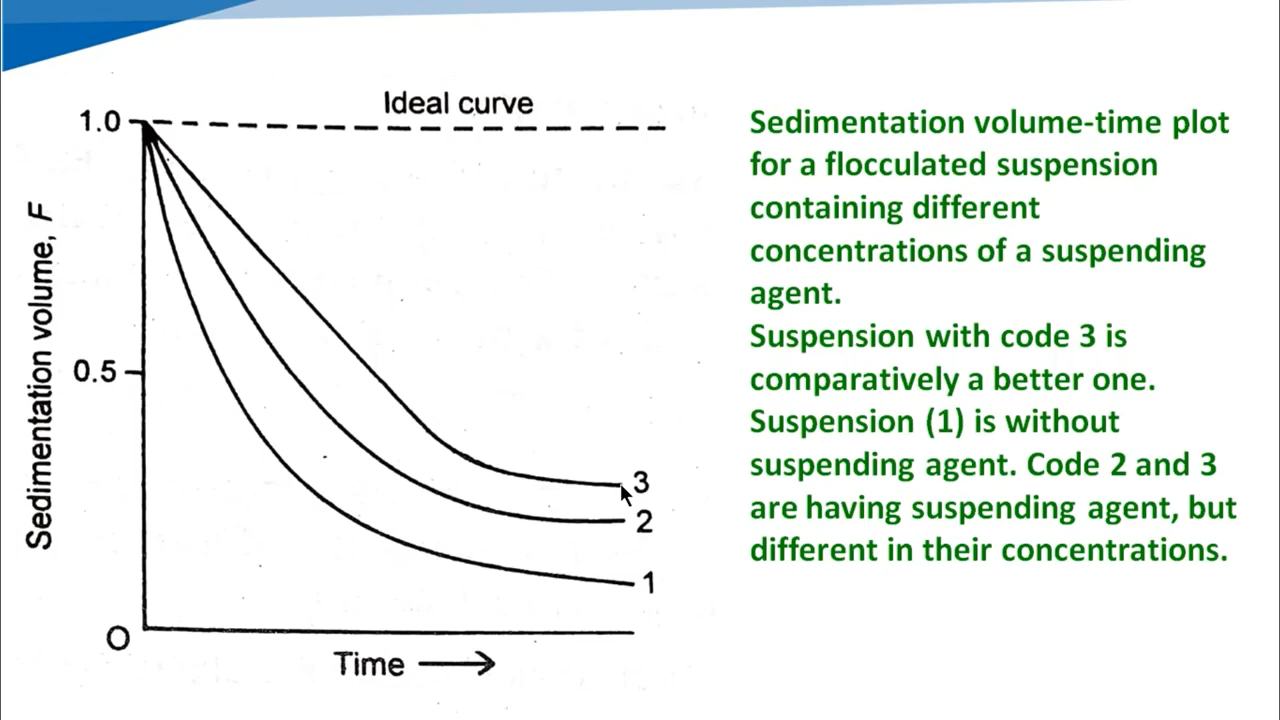 Ideal curve
1.0
0.5
O
Sedimentation volume, F
Time
3
2
1
Sedimentation volume-time plot
for a flocculated suspension
containing different
concentrations of a suspending
agent.
Suspension with code 3 is
comparatively a better one.
Suspension (1) is without
suspending agent. Code 2 and 3
are having suspending agent, but
different in their concentrations.